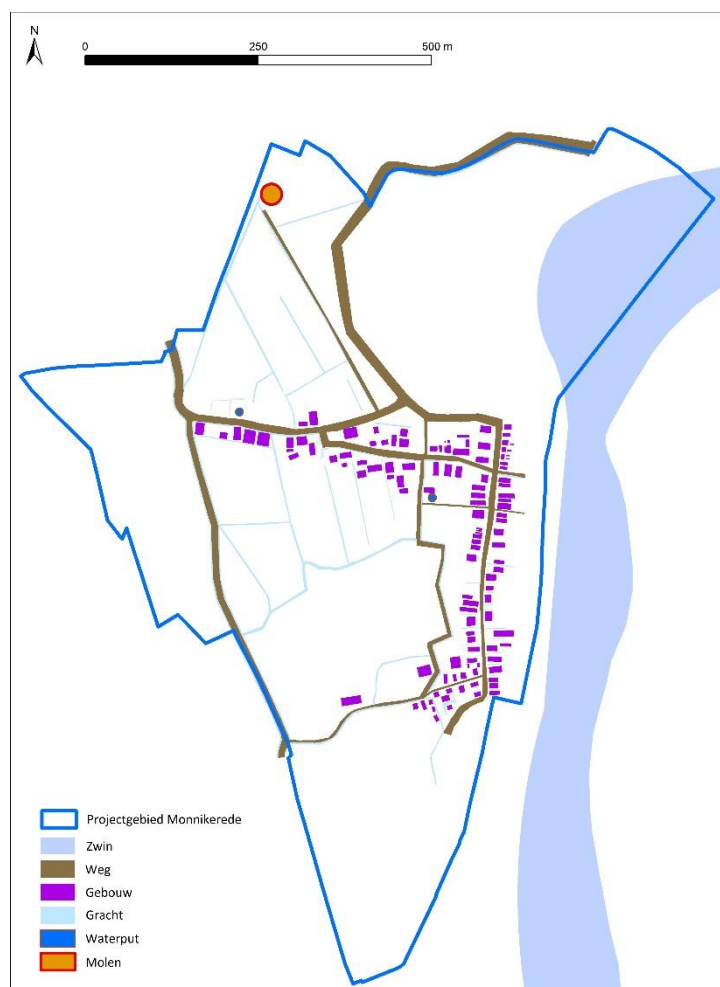 N
0 250 500 m
Projectgebied Monnikerede
Zwin
Weg
Gebouw
Gracht
Waterput
Molen